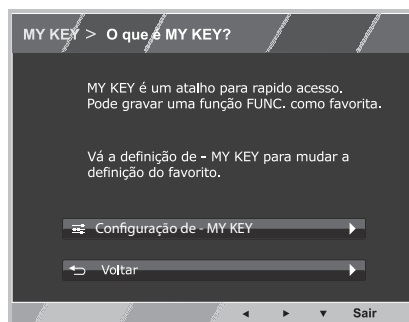 MY KEY > O que é MY KEY?
MY KEY é um atalho para rapido acesso.
Pode gravar uma função FUNC. como favorita.
Vá a definição de - MY KEY para mudar a
definição do favorito.
Configuração de - MY KEY
Voltar
Sair